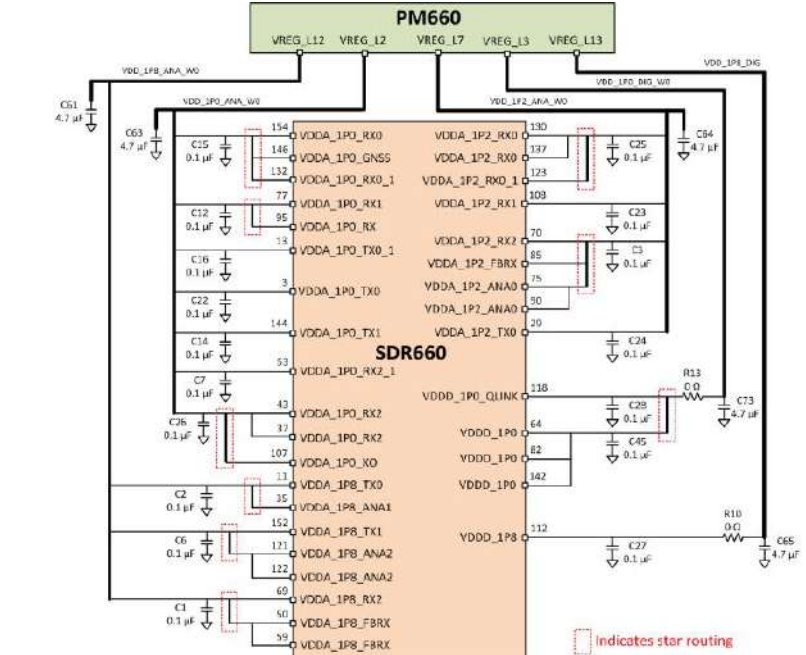 PM660
VREG_L12 VREG_L2 VREG_L7 VREG_L3 VREG_L13
VDD_1P8_DIG
VDD_1P8_ANA_W0
VDD_1P0_DIG_W0
VDD_1P0_ANA_W0
VDD_1P2_ANA_W0
C61
4.7 µF
C63
4.7 µF
C64
4.7 µF
C15
0.1 µF
154 VDDA_1P0_RX0
146 VDDA_1P0_GNSS
132 VDDA_1P0_RX0_1
C12
0.1 µF
77 VDDA_1P0_RX1
95 VDDA_1P0_RX
13 VDDA_1P0_TX0_1
C16
0.1 µF
3 VDDA_1P0_TX0
C22
0.1 µF
144 VDDA_1P0_TX1
C14
0.1 µF
53 VDDA_1P0_RX2_1
C7
0.1 µF
43 VDDA_1P0_RX2
C26
0.1 µF
37 VDDA_1P0_RX2
107 VDDA_1P0_XO
11 VDDA_1P8_TX0
C2
0.1 µF
35 VDDA_1P8_ANA1
152 VDDA_1P8_TX1
C6
0.1 µF
121 VDDA_1P8_ANA2
122 VDDA_1P8_ANA2
69 VDDA_1P8_RX2
C1
0.1 µF
50 VDDA_1P8_FBRX
59 VDDA_1P8_FBRX
SDR660
VDDA_1P2_RX0 130
VDDA_1P2_RX0 137
C25
0.1 µF
VDDA_1P2_RX0_1 123
VDDA_1P2_RX1 108
C23
0.1 µF
VDDA_1P2_RX2 70
VDDA_1P2_FBRX 85
0.1 µF
VDDA_1P2_ANA0 75
VDDA_1P2_ANA0 90
VDDA_1P2_TX0 20
C24
0.1 µF
R13
0 Ω
VDDD_1P0_QLINK 118
C28
0.1 µF
C73
4.7 µF
VDDD_1P0 64
C45
0.1 µF
VDDD_1P0 82
VDDD_1P0 142
R10
0 Ω
VDDD_1P8 112
C27
0.1 µF
C65
4.7 µF
Indicates star routing